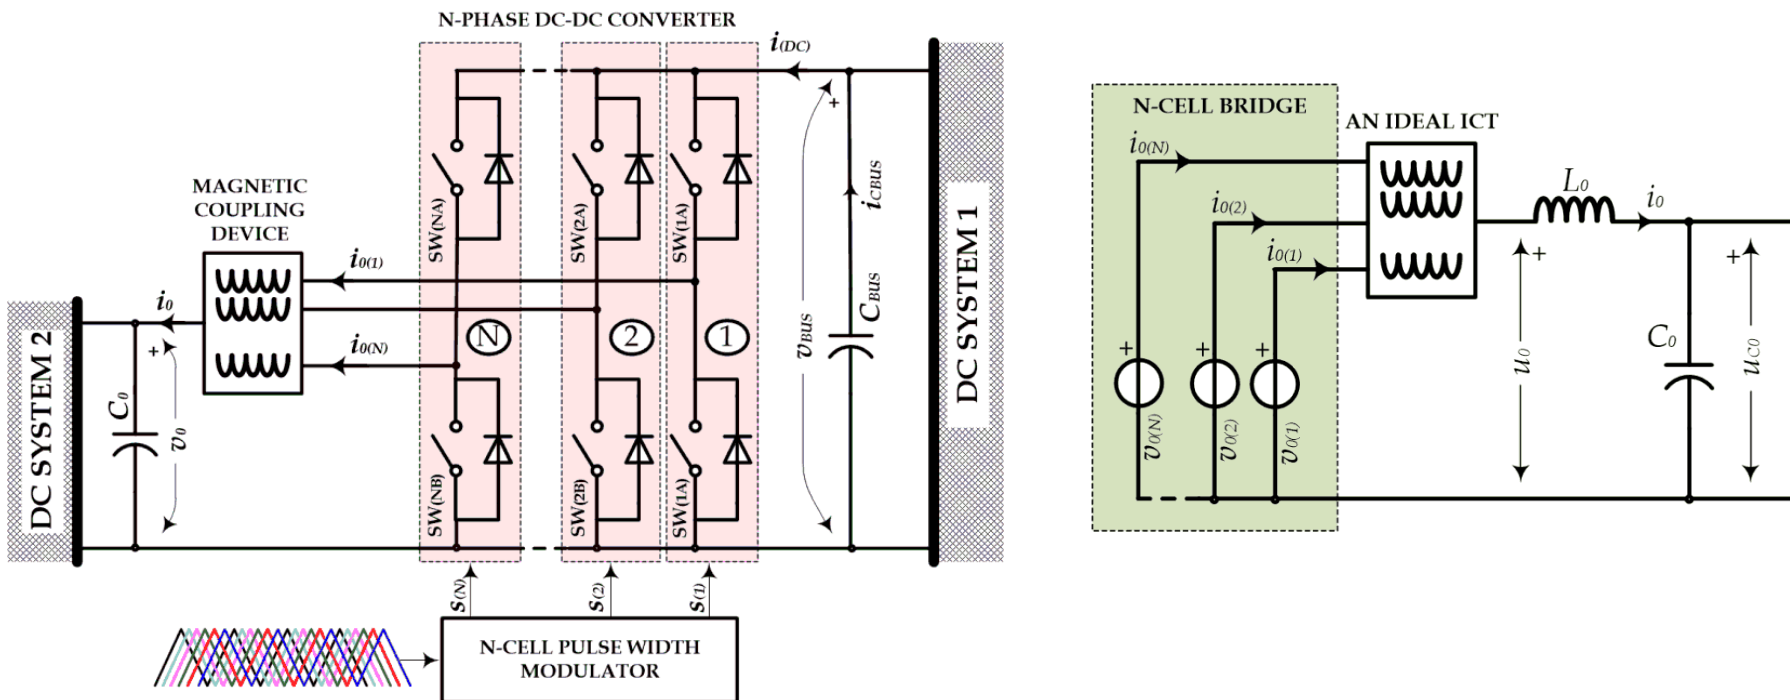 N-PHASE DC-DC CONVERTER
i(DC)
MAGNETIC
COUPLING
DEVICE
SW(NA)
SW(2A)
SW(1A)
iCBUS
CBUS
vBUS
DC SYSTEM 1
i0(1)
i0
i0(N)
N
2
1
DC SYSTEM 2
C0
v0
+
+
SW(NB)
SW(2B)
SW(1A)
s(N)
s(2)
s(1)
N-CELL PULSE WIDTH
MODULATOR
N-CELL BRIDGE
AN IDEAL ICT
i0(N)
i0(2)
i0(1)
L0
i0
+
+
+
+
+
v0(N)
v0(2)
v0(1)
u0
C0
uC0